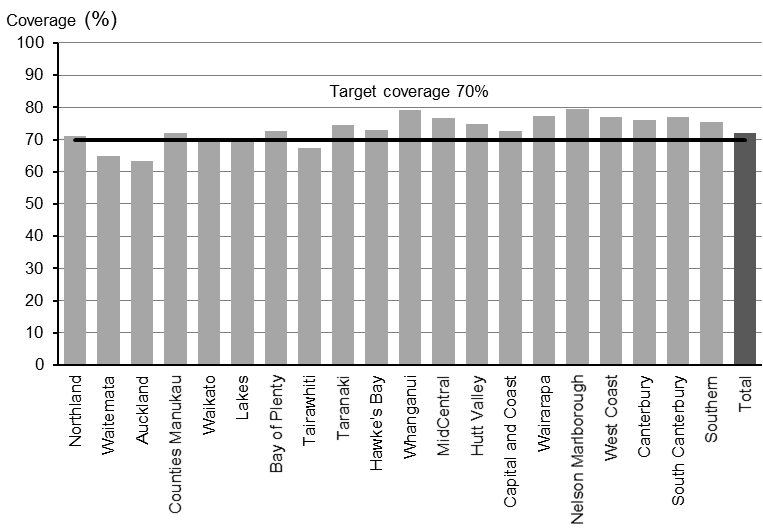 Coverage (%)
100
90
80
70
60
50
40
30
20
10
0
Target coverage 70%
Northland
Waitemata
Auckland
Counties Manukau
Waikato
Lakes
Bay of Plenty
Tairawhiti
Taranaki
Hawke's Bay
Whanganui
MidCentral
Hutt Valley
Capital and Coast
Wairarapa
Nelson Marlborough
West Coast
Canterbury
South Canterbury
Southern
Total